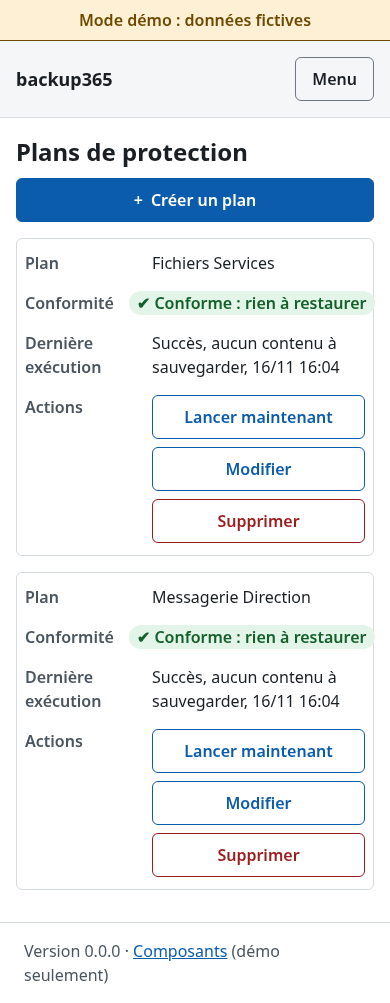 Mode démo : données fictives
backup365
Menu
Plans de protection
+ Créer un plan
Plan
Fichiers Services
Conformité
✔ Conforme : rien à restaurer
Dernière exécution
Succès, aucun contenu à
sauvegarder, 16/11 16:04
Actions
Lancer maintenant
Modifier
Supprimer
Plan
Messagerie Direction
Conformité
✔ Conforme : rien à restaurer
Dernière exécution
Succès, aucun contenu à
sauvegarder, 16/11 16:04
Actions
Lancer maintenant
Modifier
Supprimer
Version 0.0.0 · Composants (démo
seulement)